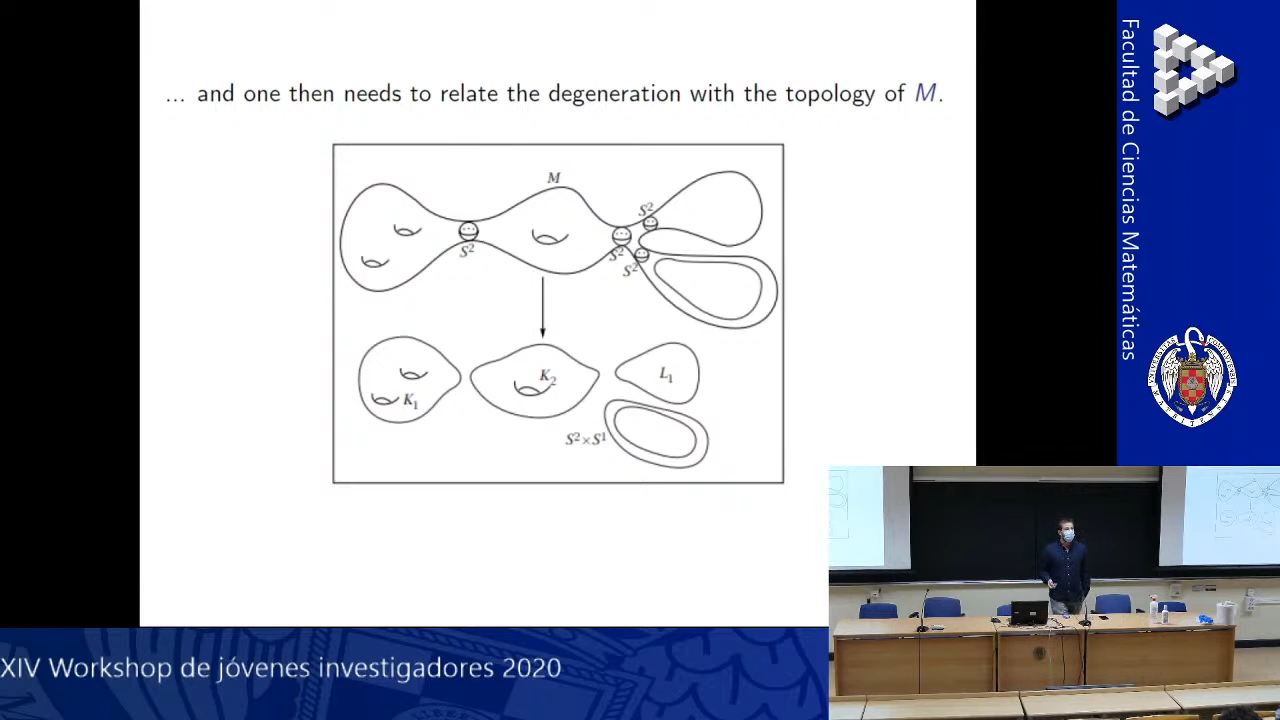 ... and one then needs to relate the degeneration with the topology of M.
M
S²
S²
S²
S²
K₁
K₂
L₁
S²×S¹
Facultad de Ciencias Matemáticas
XIV Workshop de jóvenes investigadores 2020